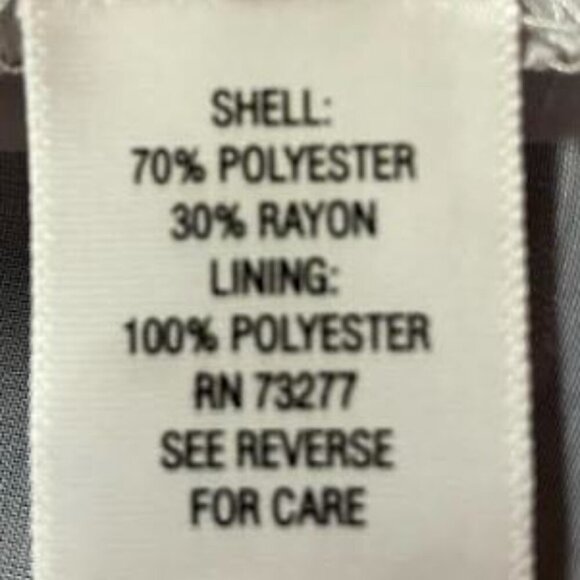 SHELL:
70% POLYESTER
30% RAYON
LINING:
100% POLYESTER
RN 73277
SEE REVERSE
FOR CARE